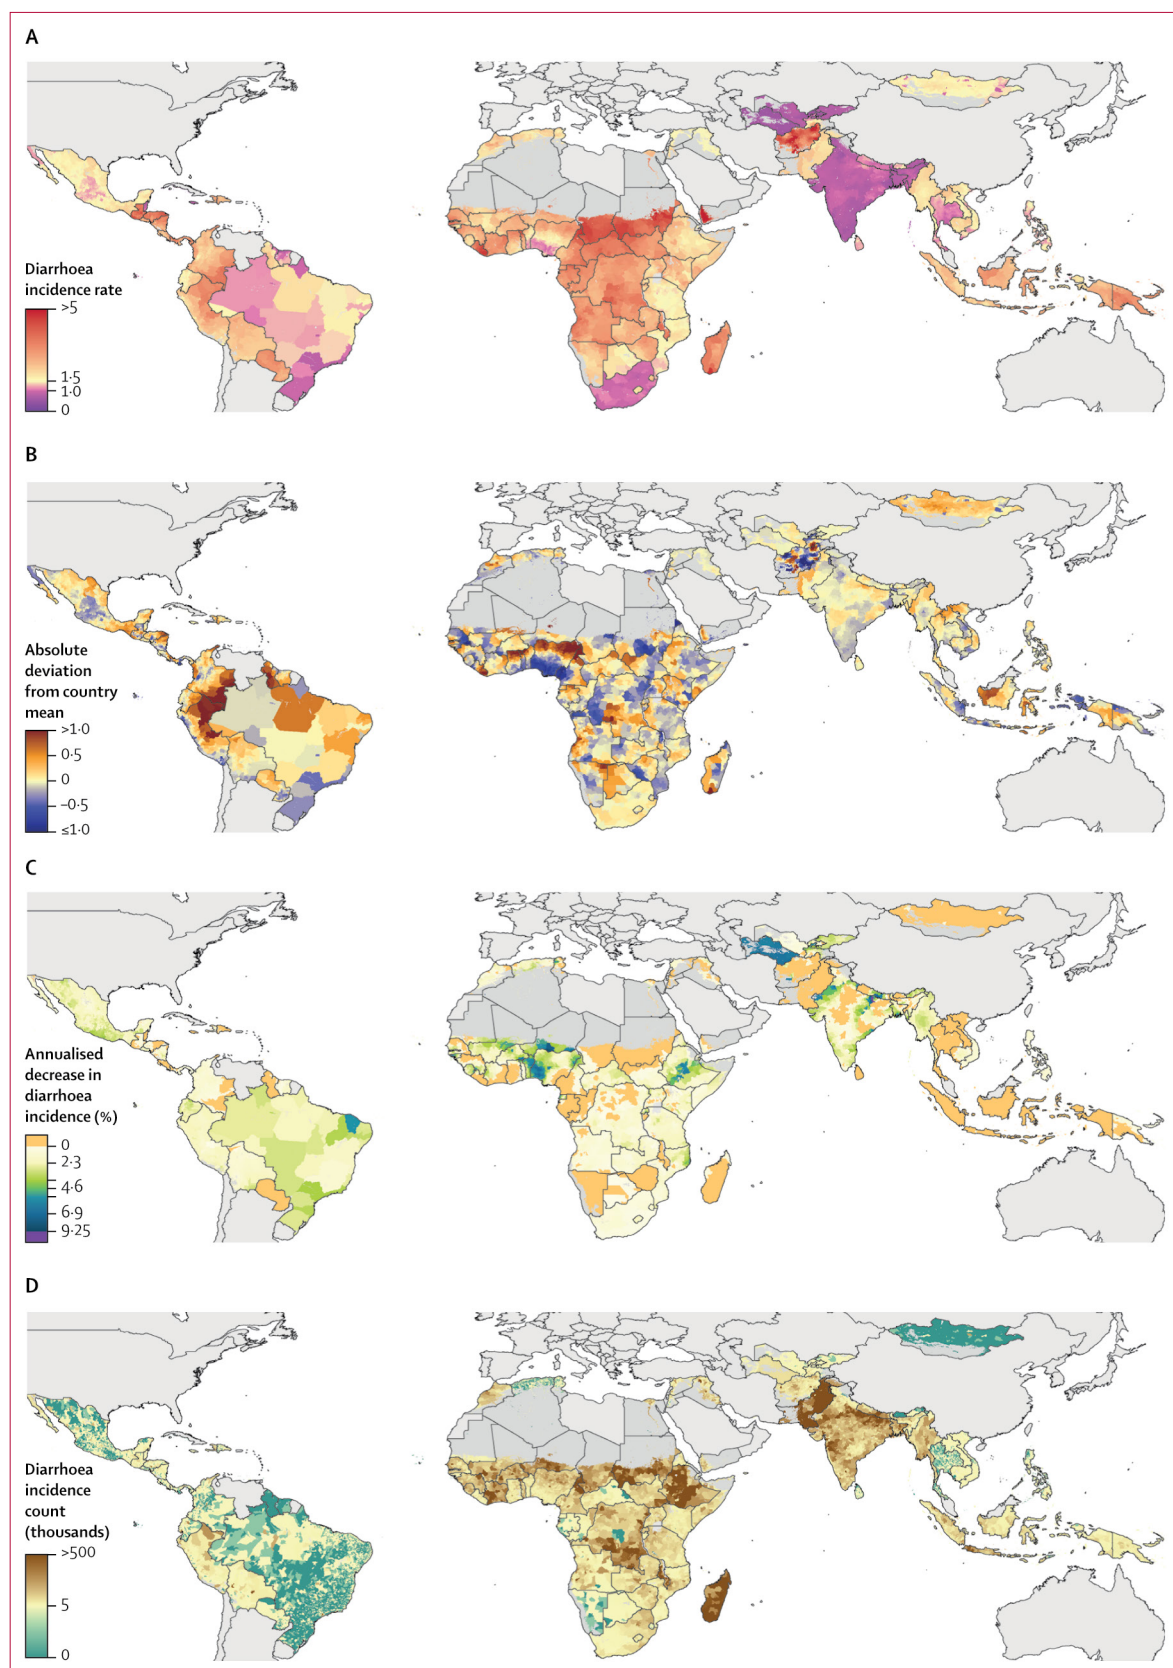 A
Diarrhoea
incidence rate
>5
1·5
1·0
0
B
Absolute
deviation
from country
mean
>1·0
0·5
0
–0·5
≤1·0
C
Annualised
decrease in
diarrhoea
incidence (%)
0
2·3
4·6
6·9
9·25
D
Diarrhoea
incidence
count
(thousands)
>500
5
0